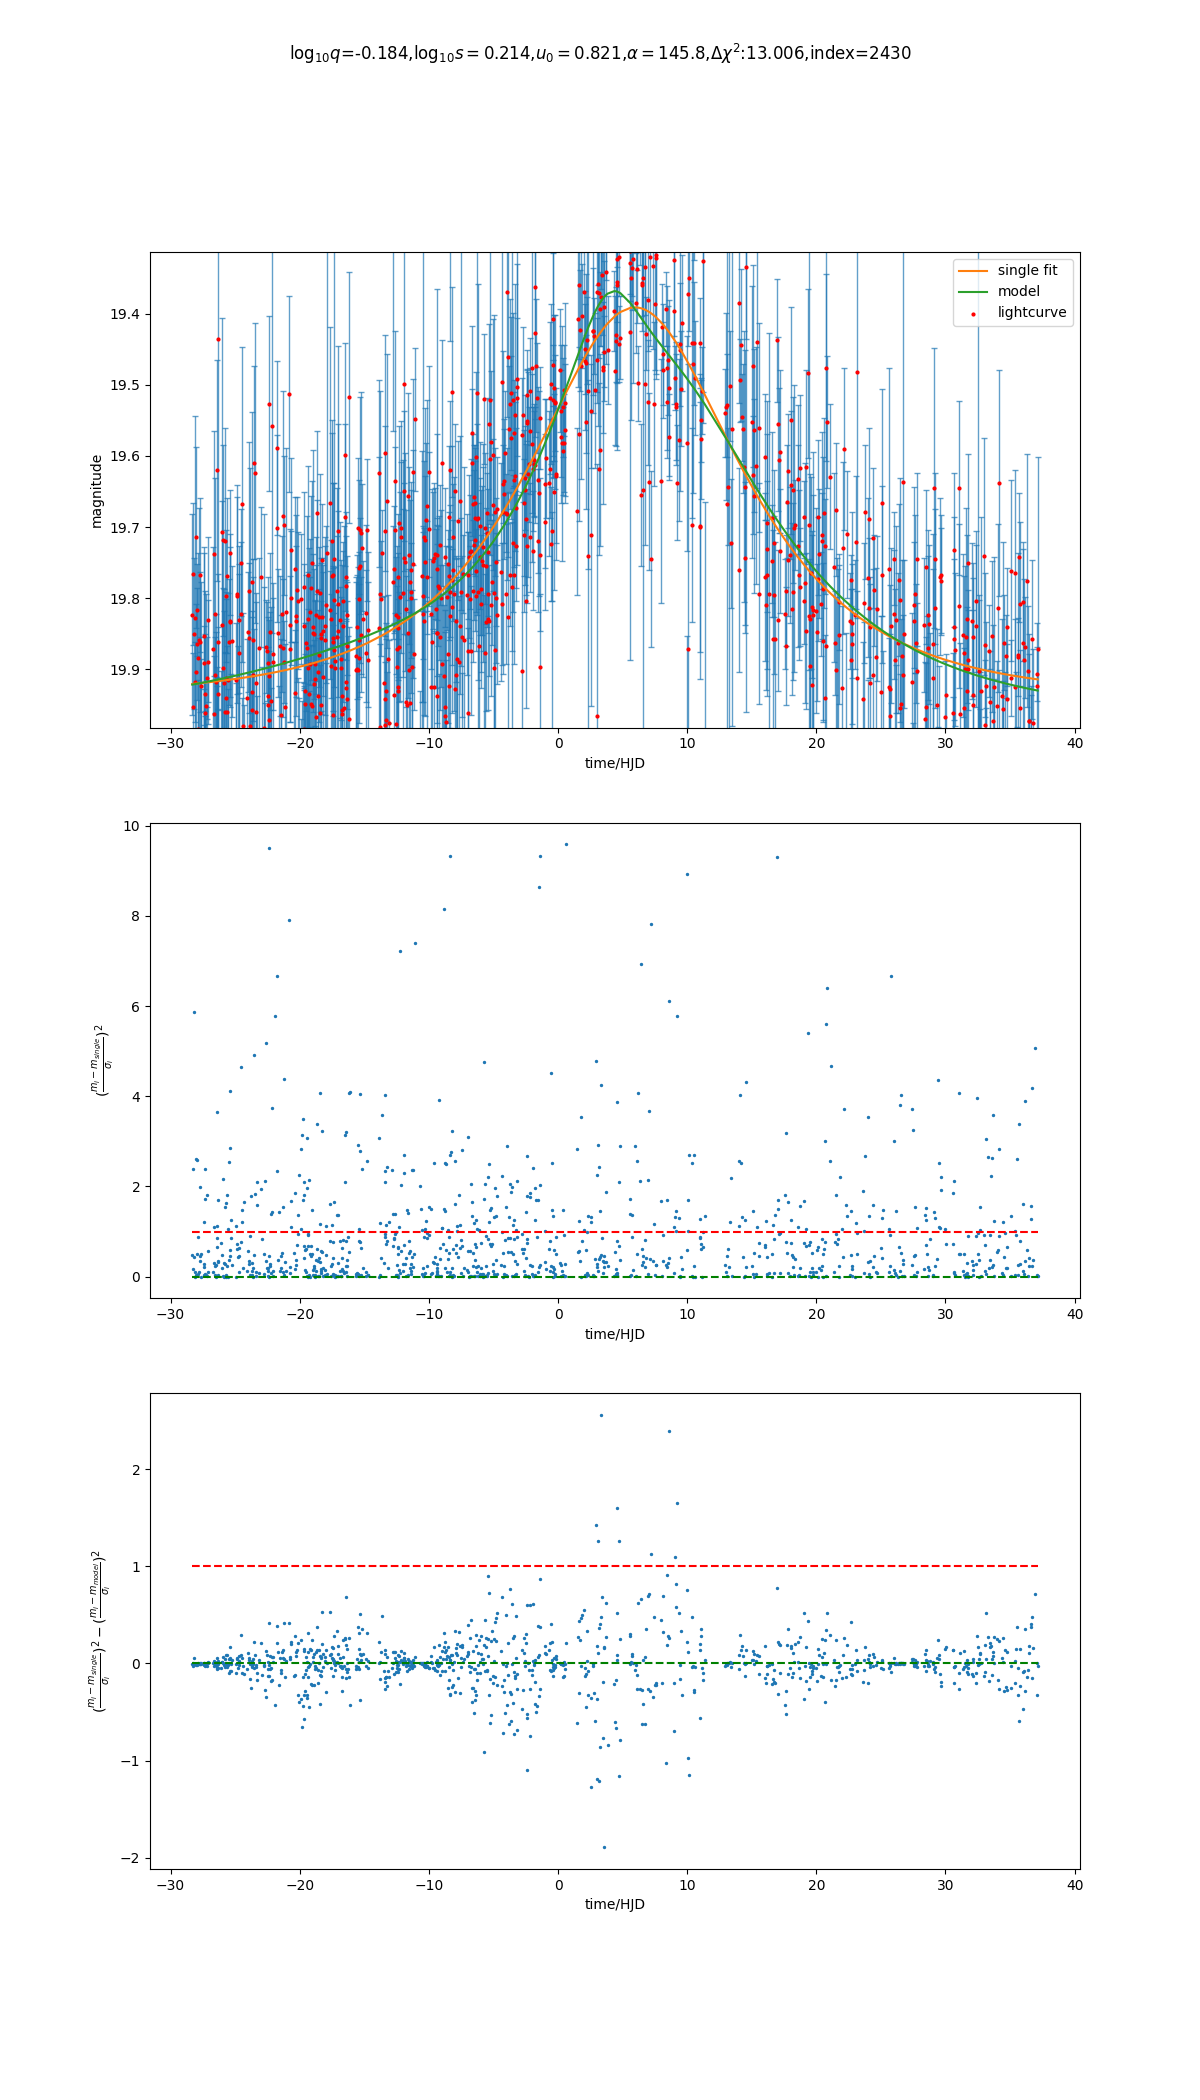 log₁₀q=-0.184,log₁₀s = 0.214,u₀ = 0.821,α = 145.8,Δχ²:13.006,index=2430
single fit
model
lightcurve
magnitude
19.4
19.5
19.6
19.7
19.8
19.9
−30 −20 −10 0 10 20 30 40
time/HJD
(mᵢ − m_single / σᵢ)²
10
8
6
4
2
0
−30 −20 −10 0 10 20 30 40
time/HJD
(mᵢ − m_single / σᵢ)² − (mᵢ − m_model / σᵢ)²
2
1
0
−1
−2
−30 −20 −10 0 10 20 30 40
time/HJD